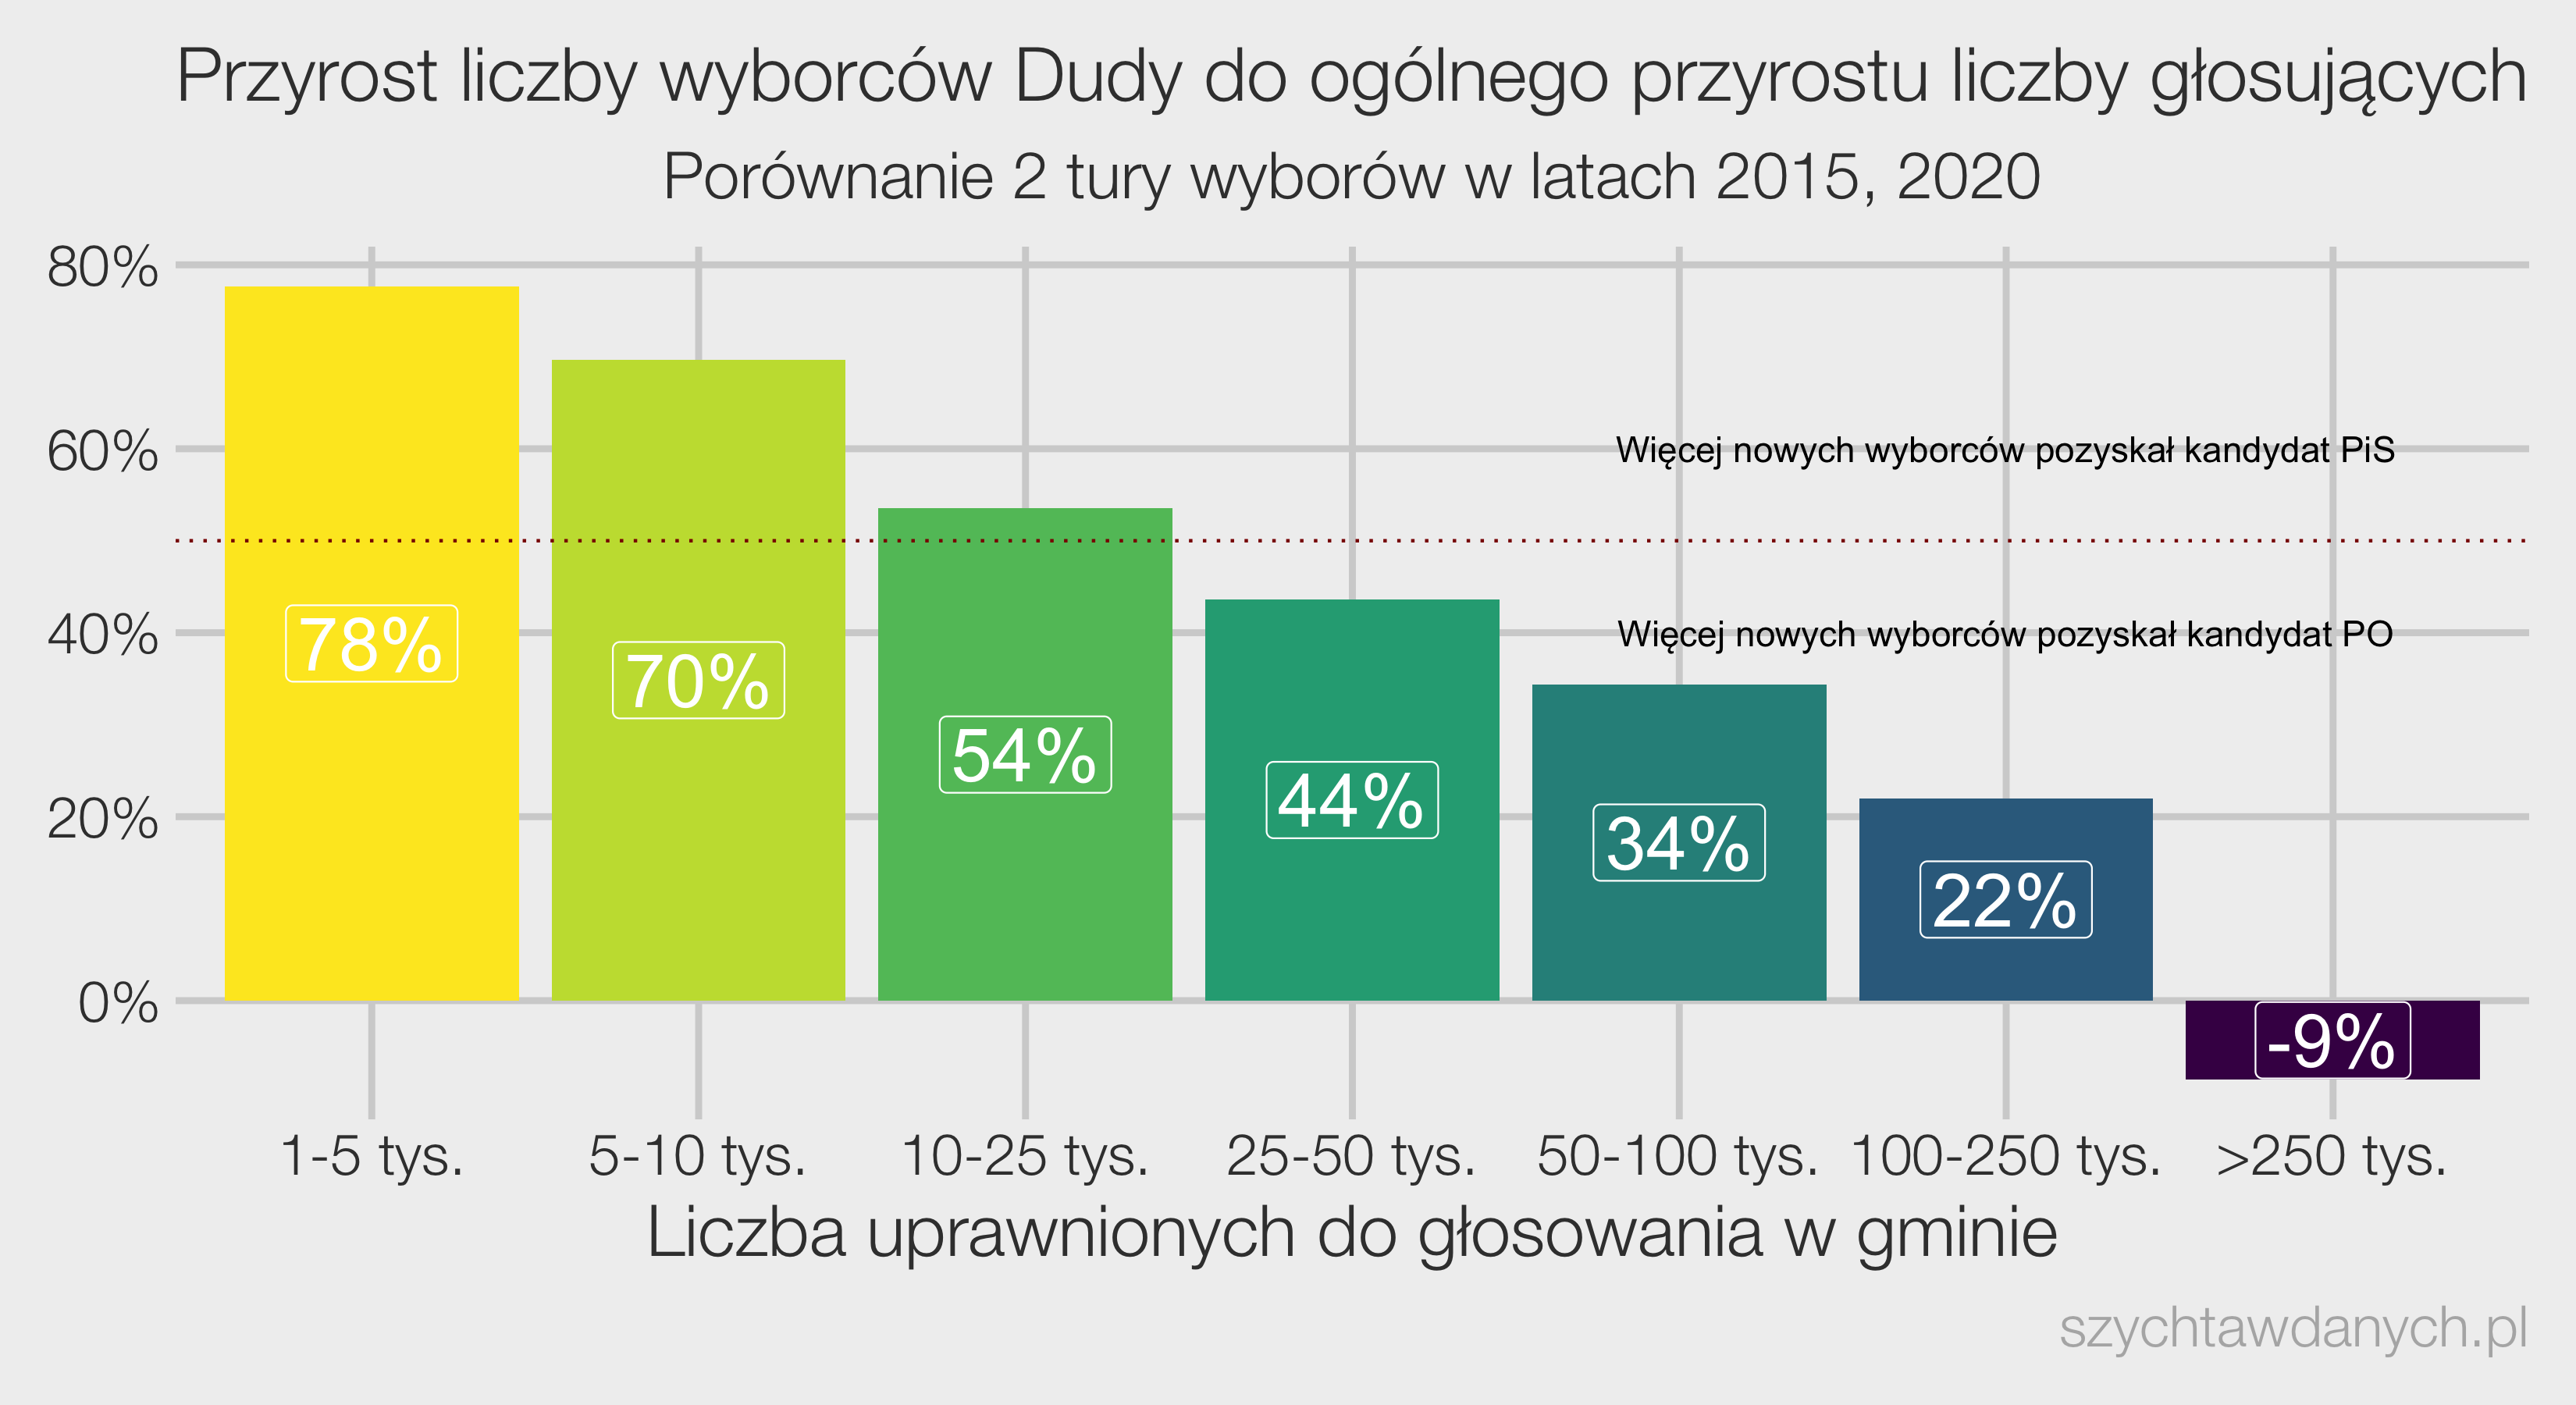 Przyrost liczby wyborców Dudy do ogólnego przyrostu liczby głosujących
Porównanie 2 tury wyborów w latach 2015, 2020
80%
60%
40%
20%
0%
Więcej nowych wyborców pozyskał kandydat PiS
Więcej nowych wyborców pozyskał kandydat PO
78%
70%
54%
44%
34%
22%
-9%
1-5 tys.
5-10 tys.
10-25 tys.
25-50 tys.
50-100 tys.
100-250 tys.
>250 tys.
Liczba uprawnionych do głosowania w gminie
szychtawdanych.pl